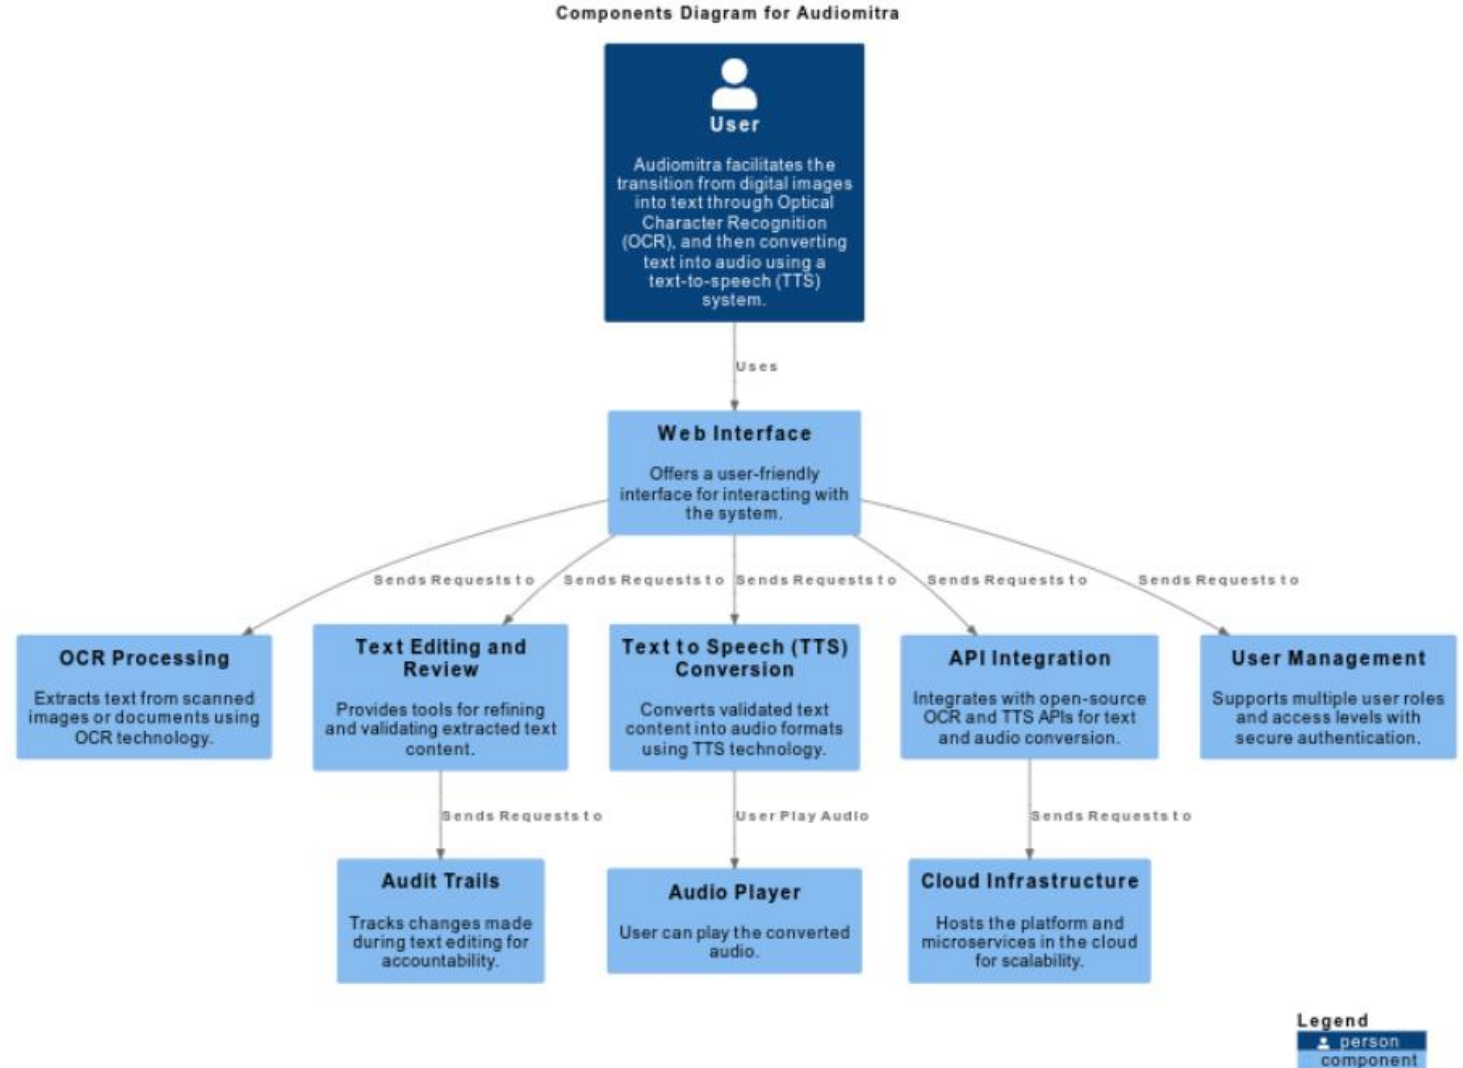 Components Diagram for Audiomitra
User
Audiomitra facilitates the
transition from digital images
into text through Optical
Character Recognition
(OCR), and then converting
text into audio using a
text-to-speech (TTS)
system.
Uses
Web Interface
Offers a user-friendly
interface for interacting with
the system.
Sends Requests to
Sends Requests to
Sends Requests to
Sends Requests to
Sends Requests to
OCR Processing
Extracts text from scanned
images or documents using
OCR technology.
Text Editing and
Review
Provides tools for refining
and validating extracted text
content.
Text to Speech (TTS)
Conversion
Converts validated text
content into audio formats
using TTS technology.
API Integration
Integrates with open-source
OCR and TTS APIs for text
and audio conversion.
User Management
Supports multiple user roles
and access levels with
secure authentication.
Sends Requests to
User Play Audio
Sends Requests to
Audit Trails
Tracks changes made
during text editing for
accountability.
Audio Player
User can play the converted
audio.
Cloud Infrastructure
Hosts the platform and
microservices in the cloud
for scalability.
Legend
person
component